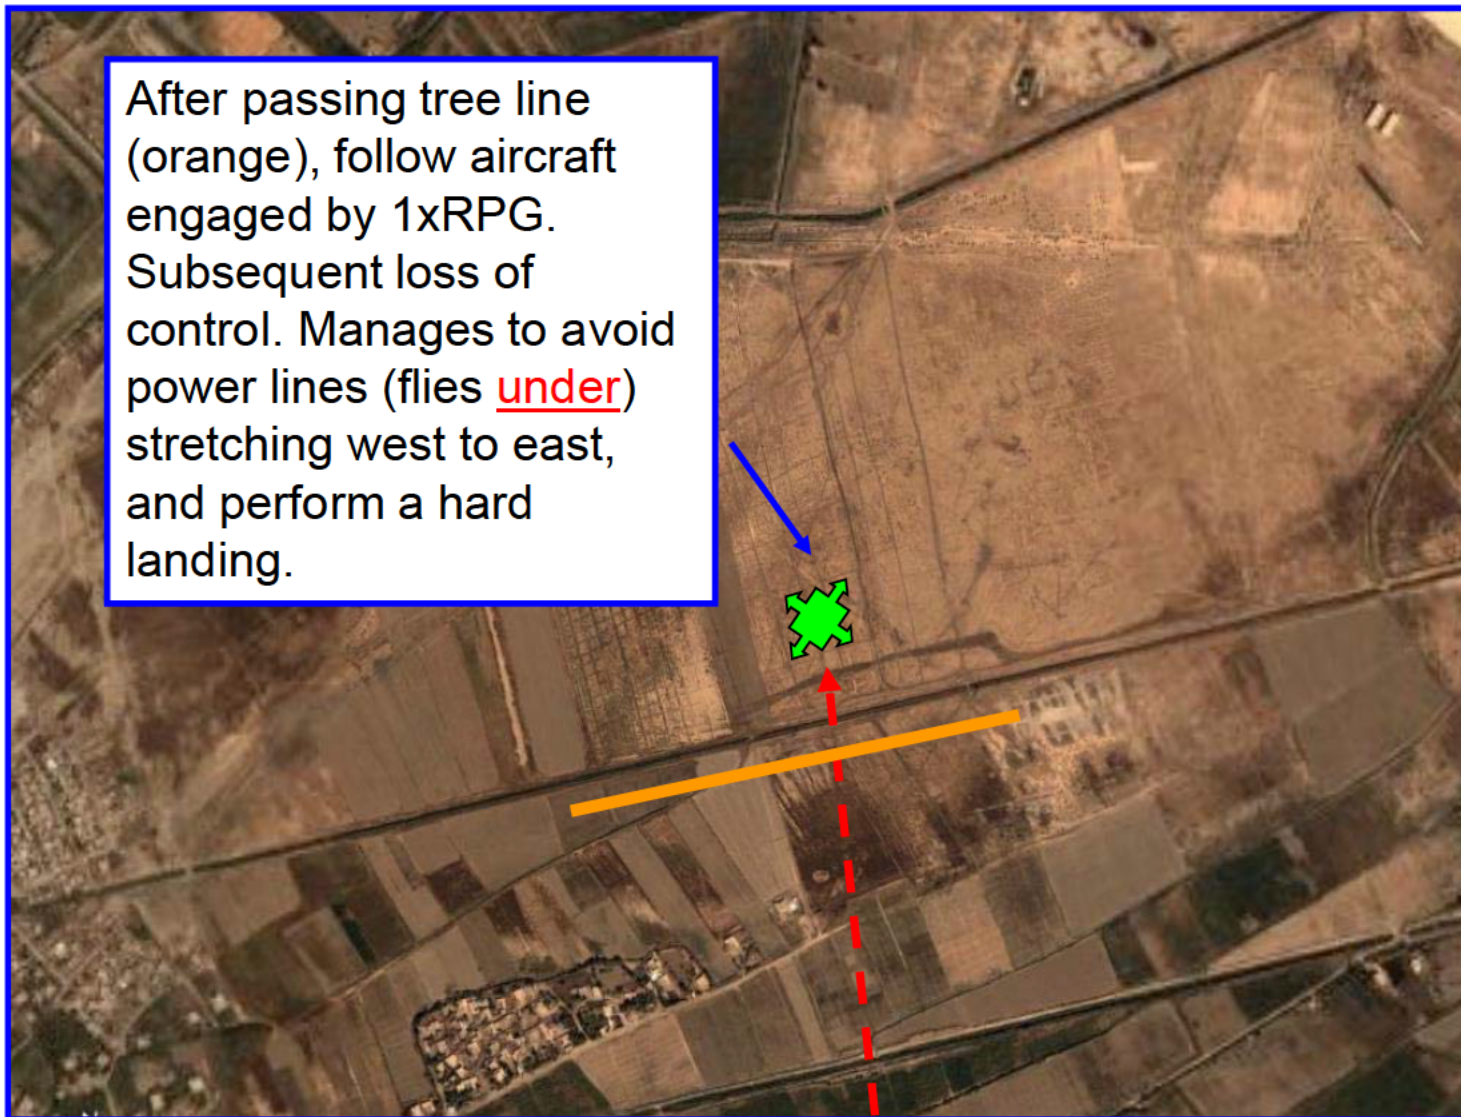 After passing tree line
(orange), follow aircraft
engaged by 1xRPG.
Subsequent loss of
control. Manages to avoid
power lines (flies under)
stretching west to east,
and perform a hard
landing.